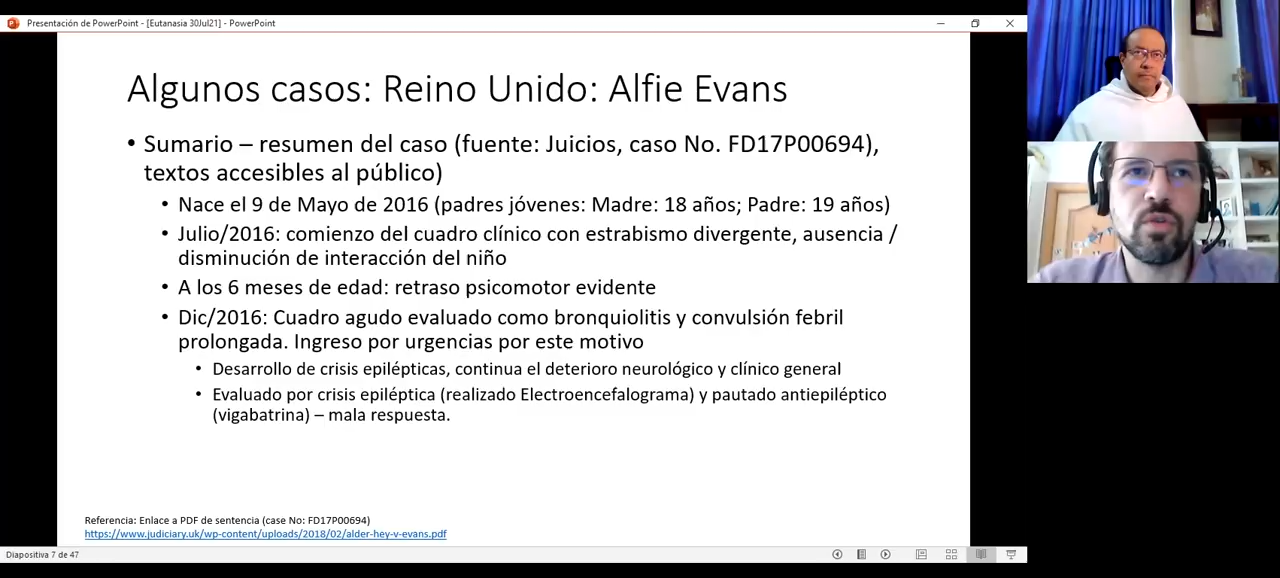 Presentación de PowerPoint - [Eutanasia 30Jul21] - PowerPoint
Algunos casos: Reino Unido: Alfie Evans
• Sumario – resumen del caso (fuente: Juicios, caso No. FD17P00694),
textos accesibles al público)
• Nace el 9 de Mayo de 2016 (padres jóvenes: Madre: 18 años; Padre: 19 años)
• Julio/2016: comienzo del cuadro clínico con estrabismo divergente, ausencia /
disminución de interacción del niño
• A los 6 meses de edad: retraso psicomotor evidente
• Dic/2016: Cuadro agudo evaluado como bronquiolitis y convulsión febril
prolongada. Ingreso por urgencias por este motivo
• Desarrollo de crisis epilépticas, continua el deterioro neurológico y clínico general
• Evaluado por crisis epiléptica (realizado Electroencefalograma) y pautado antiepiléptico
(vigabatrina) – mala respuesta.
Referencia: Enlace a PDF de sentencia (case No: FD17P00694)
https://www.judiciary.uk/wp-content/uploads/2018/02/alder-hey-v-evans.pdf
Diapositiva 7 de 47